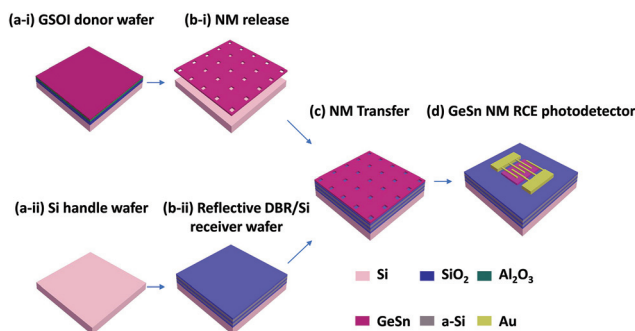 (a-i) GSOI donor wafer
(b-i) NM release
(c) NM Transfer
(d) GeSn NM RCE photodetector
(a-ii) Si handle wafer
(b-ii) Reflective DBR/Si
receiver wafer
Si
SiO₂
Al₂O₃
GeSn
a-Si
Au